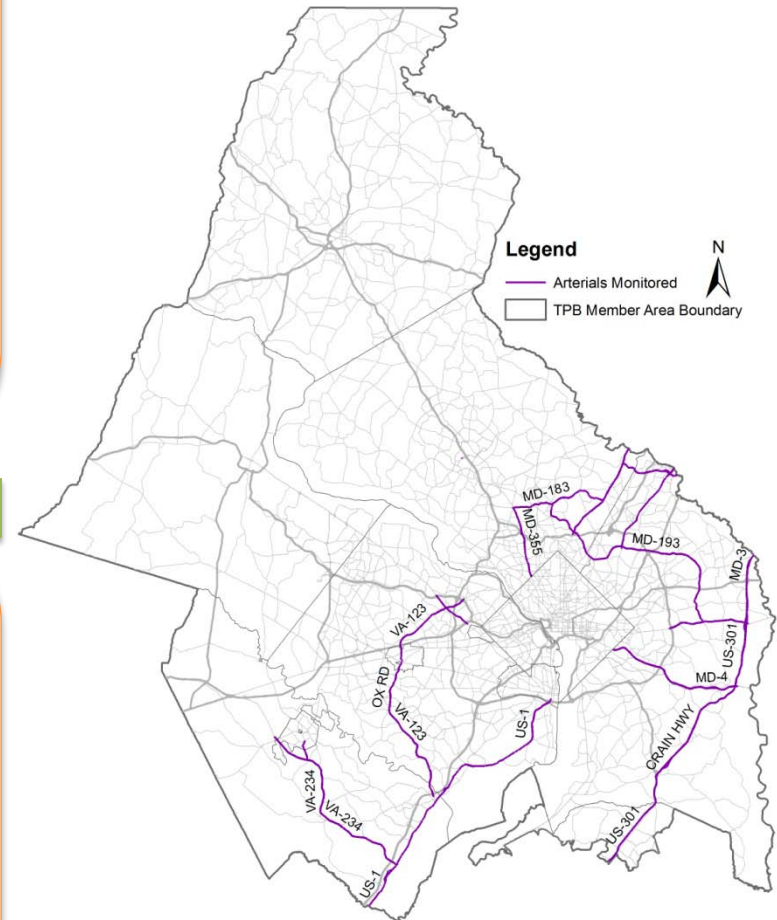 Legend
N
Arterials Monitored
TPB Member Area Boundary
MD-183
MD-355
MD-193
MD-3
VA-123
US-301
OX RD
MD-4
VA-123
US-1
CRAIN HWY
VA-234
VA-234
US-301
US-1